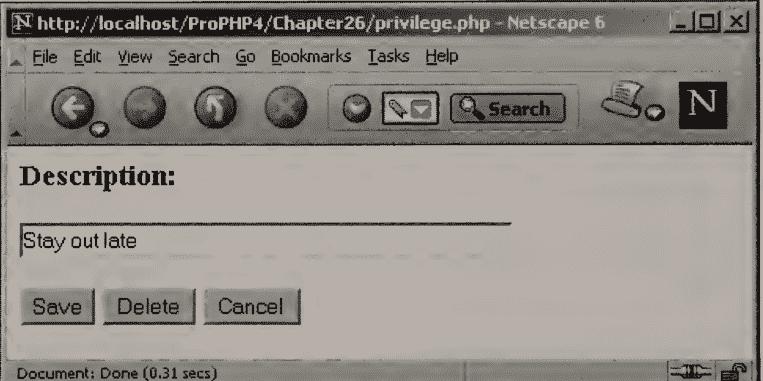 N http://localhost/ProPHP4/Chapter26/privilege.php - Netscape 6
File Edit View Search Go Bookmarks Tasks Help
Search N
Description:
Stay out late
Save Delete Cancel
Document: Done (0.31 secs)